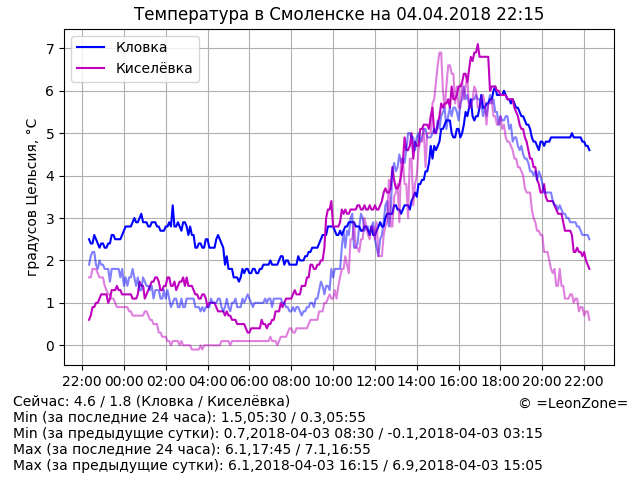 Температура в Смоленске на 04.04.2018 22:15
Кловка
Киселёвка
градусов Цельсия, °C
7
6
5
4
3
2
1
0
22:00 00:00 02:00 04:00 06:00 08:00 10:00 12:00 14:00 16:00 18:00 20:00 22:00
Сейчас: 4.6 / 1.8 (Кловка / Киселёвка)
© =LeonZone=
Min (за последние 24 часа): 1.5,05:30 / 0.3,05:55
Min (за предыдущие сутки): 0.7,2018-04-03 08:30 / -0.1,2018-04-03 03:15
Max (за последние 24 часа): 6.1,17:45 / 7.1,16:55
Max (за предыдущие сутки): 6.1,2018-04-03 16:15 / 6.9,2018-04-03 15:05